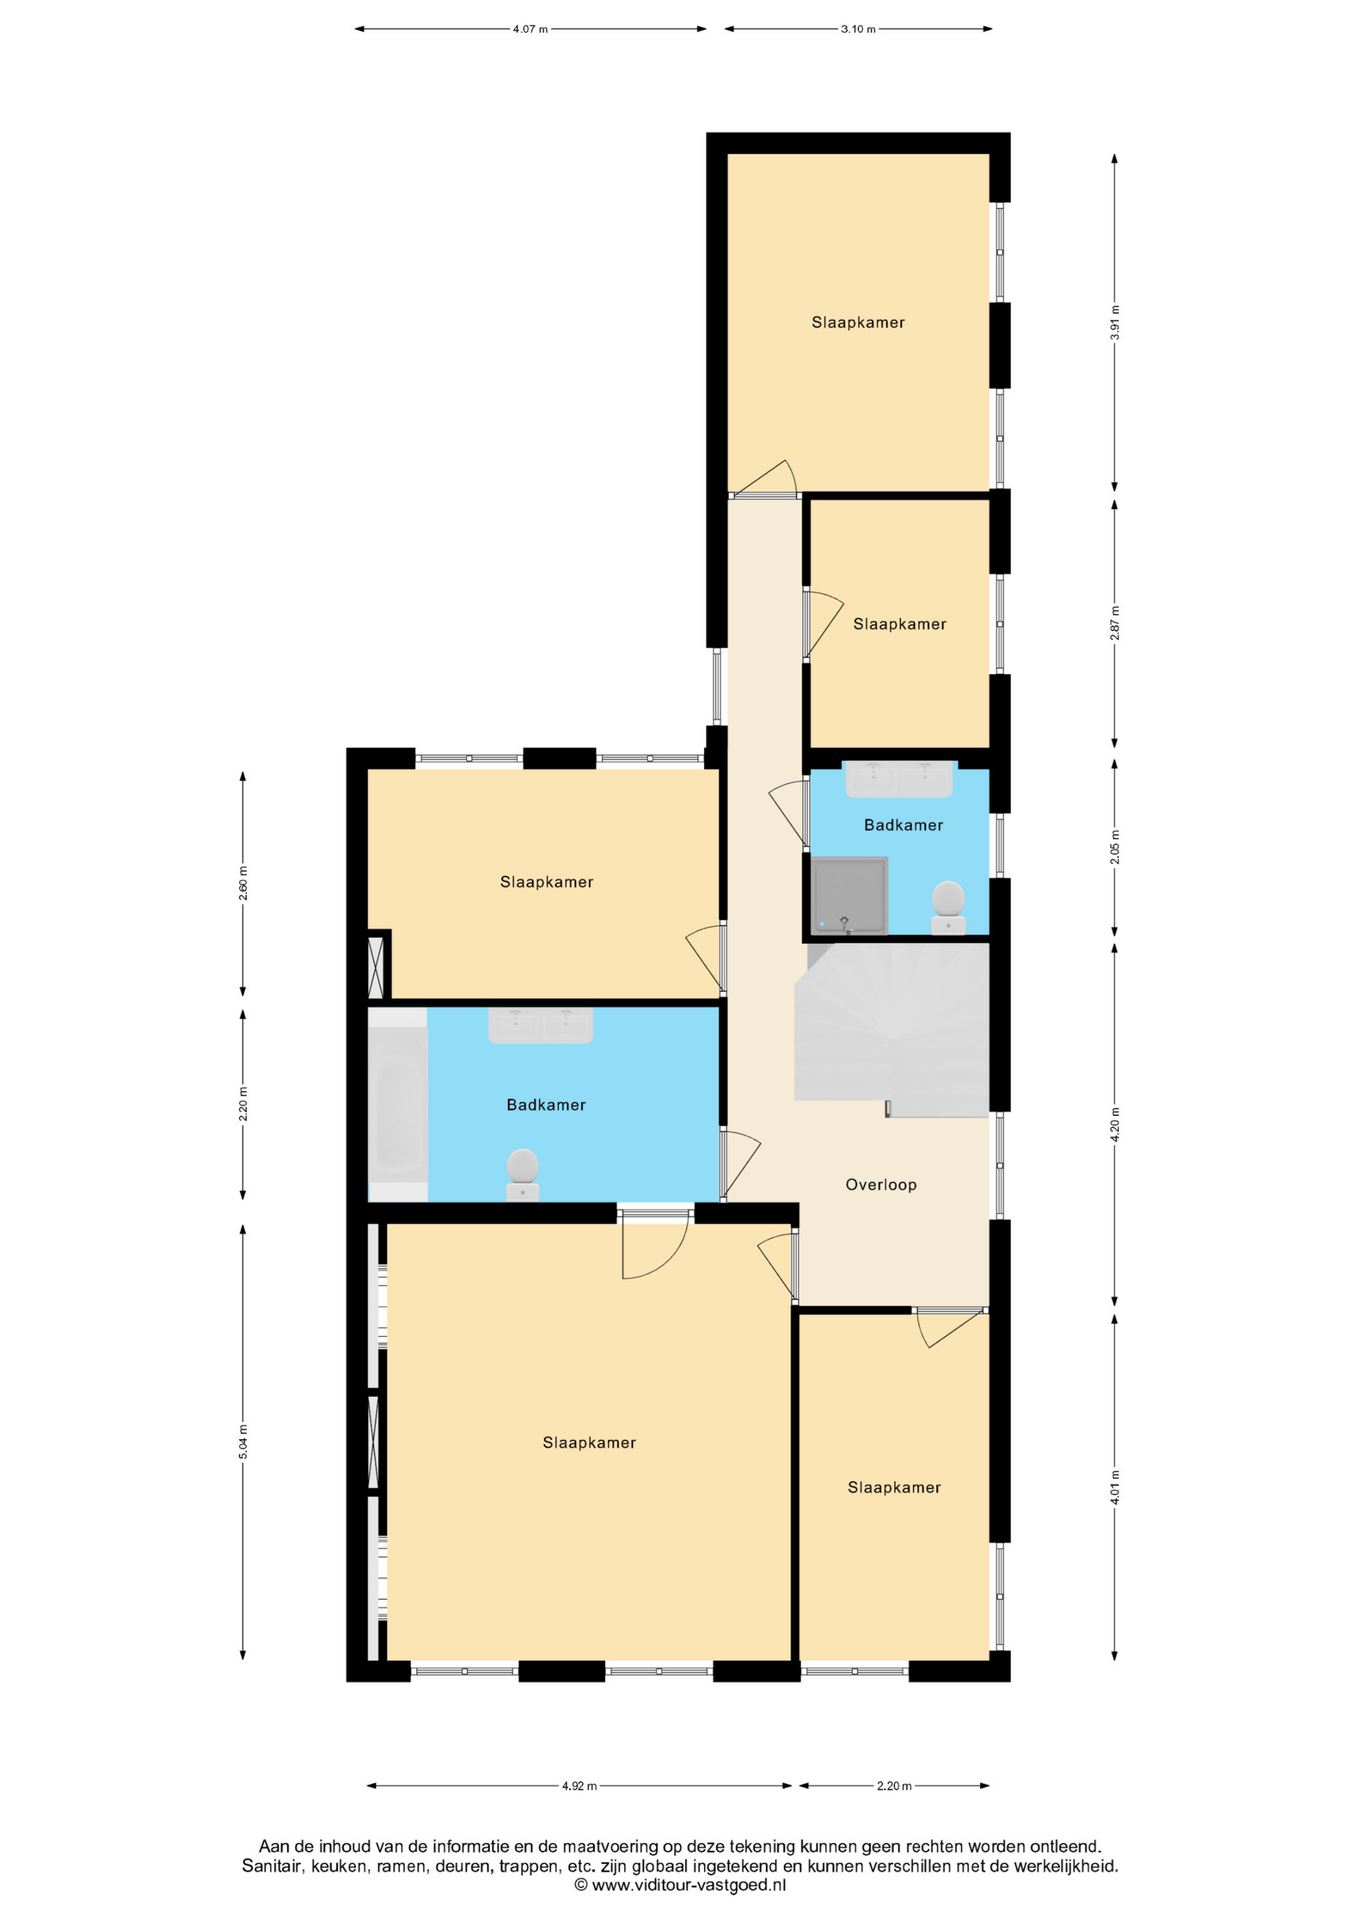 4.07 m
3.10 m
Slaapkamer
3.91 m
Slaapkamer
2.87 m
Badkamer
2.05 m
Slaapkamer
2.60 m
Badkamer
2.20 m
Overloop
4.20 m
Slaapkamer
5.04 m
Slaapkamer
4.01 m
4.92 m
2.20 m
Aan de inhoud van de informatie en de maatvoering op deze tekening kunnen geen rechten worden ontleend.
Sanitair, keuken, ramen, deuren, trappen, etc. zijn globaal ingetekend en kunnen verschillen met de werkelijkheid.
© www.viditour-vastgoed.nl